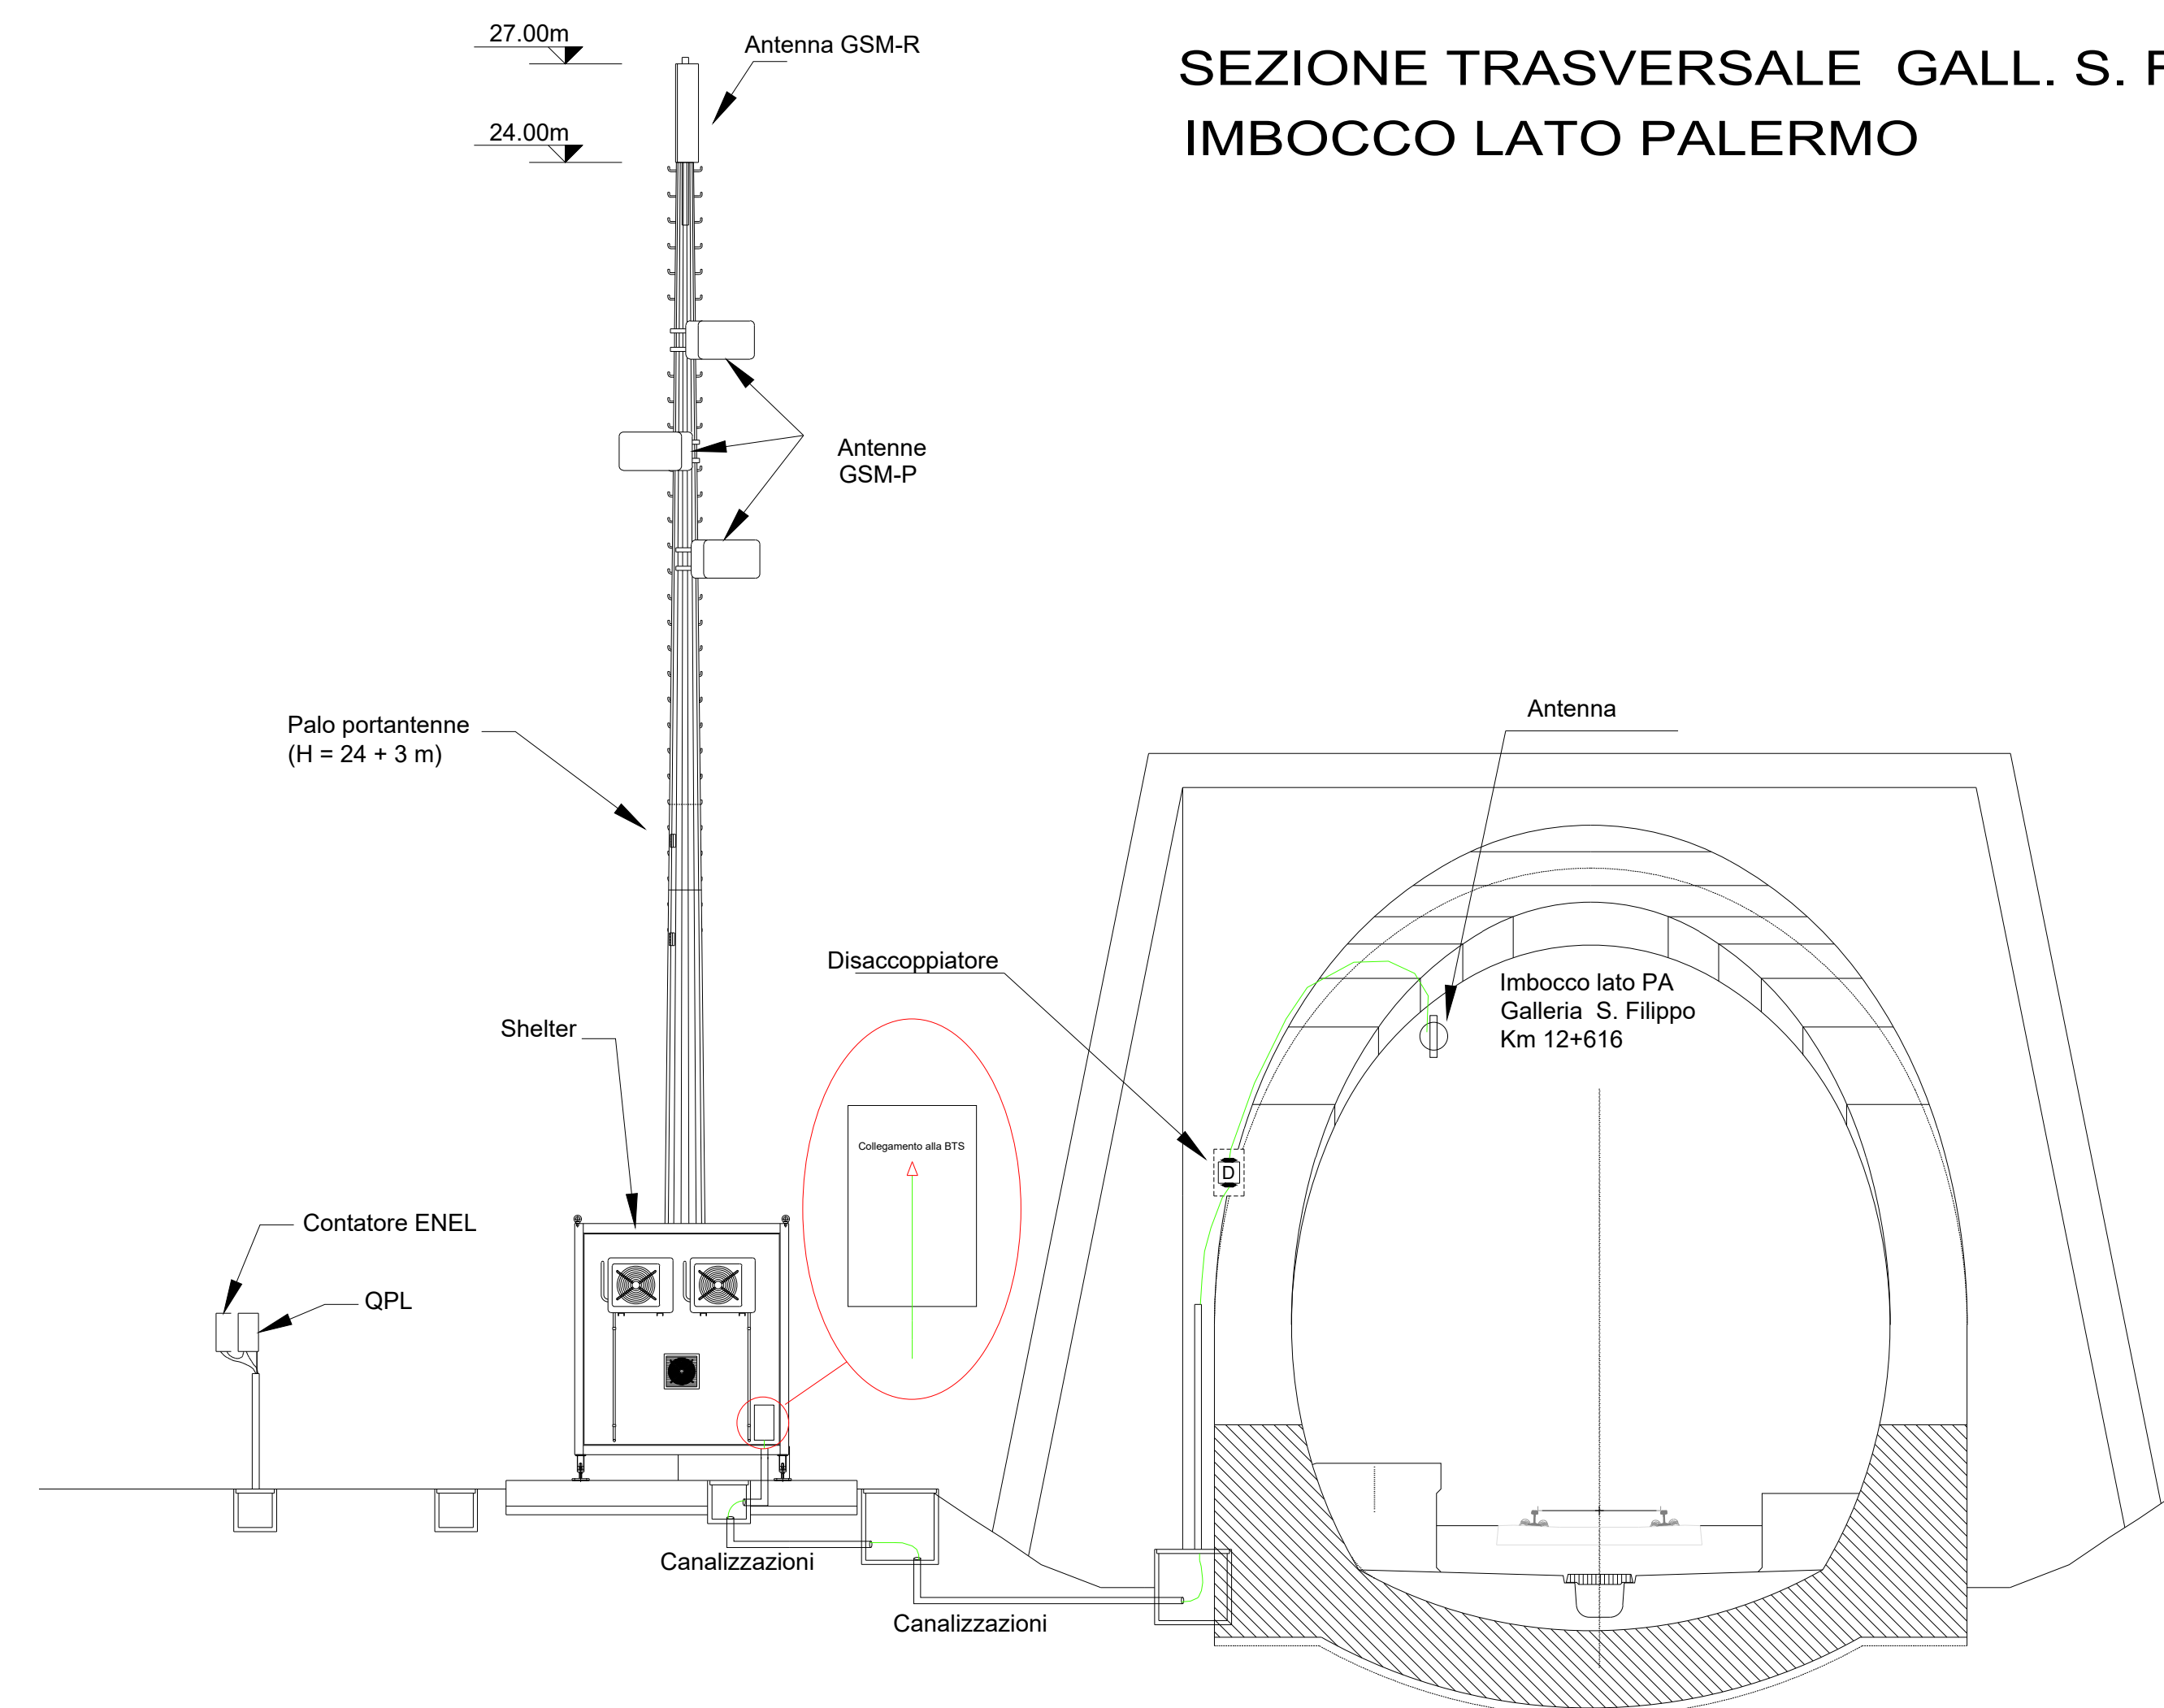 27.00m
Antenna GSM-R
SEZIONE TRASVERSALE GALL. S.
IMBOCCO LATO PALERMO
24.00m
Antenne
GSM-P
Palo portantenne
(H = 24 + 3 m)
Antenna
Disaccoppiatore
Imbocco lato PA
Galleria S. Filippo
Km 12+616
Shelter
Collegamento alla BTS
D
Contatore ENEL
QPL
Canalizzazioni
Canalizzazioni